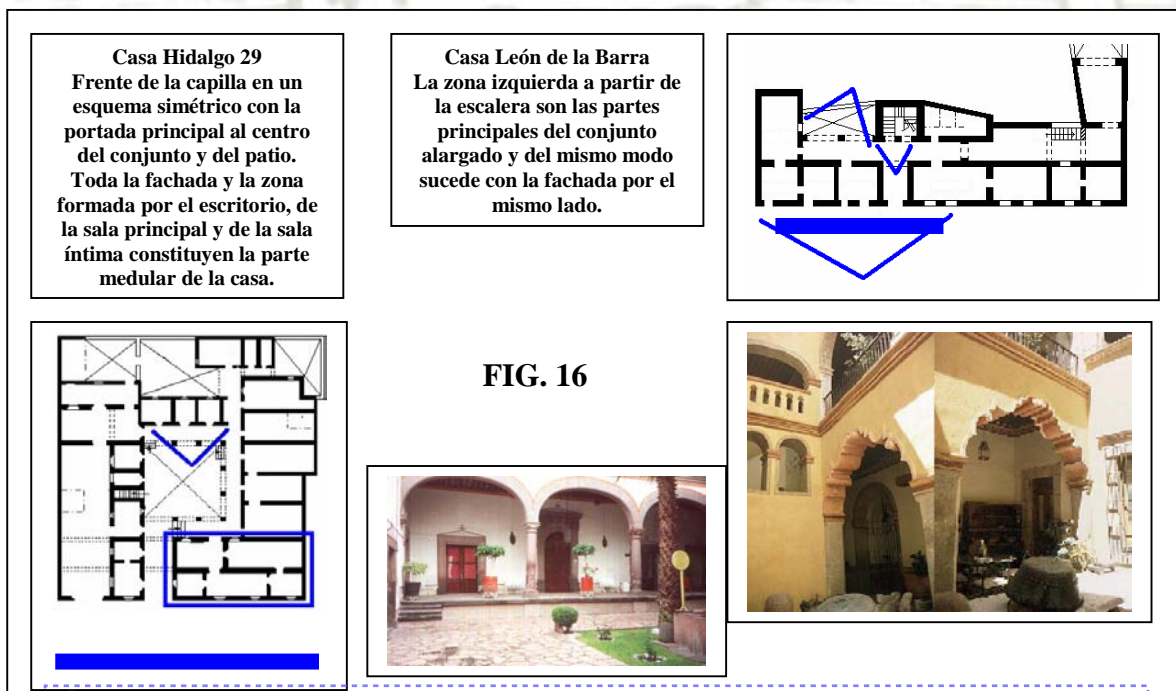 Casa Hidalgo 29
Frente de la capilla en un
esquema simétrico con la
portada principal al centro
del conjunto y del patio.
Toda la fachada y la zona
formada por el escritorio, de
la sala principal y de la sala
íntima constituyen la parte
medular de la casa.
Casa León de la Barra
La zona izquierda a partir de
la escalera son las partes
principales del conjunto
alargado y del mismo modo
sucede con la fachada por el
mismo lado.
FIG. 16